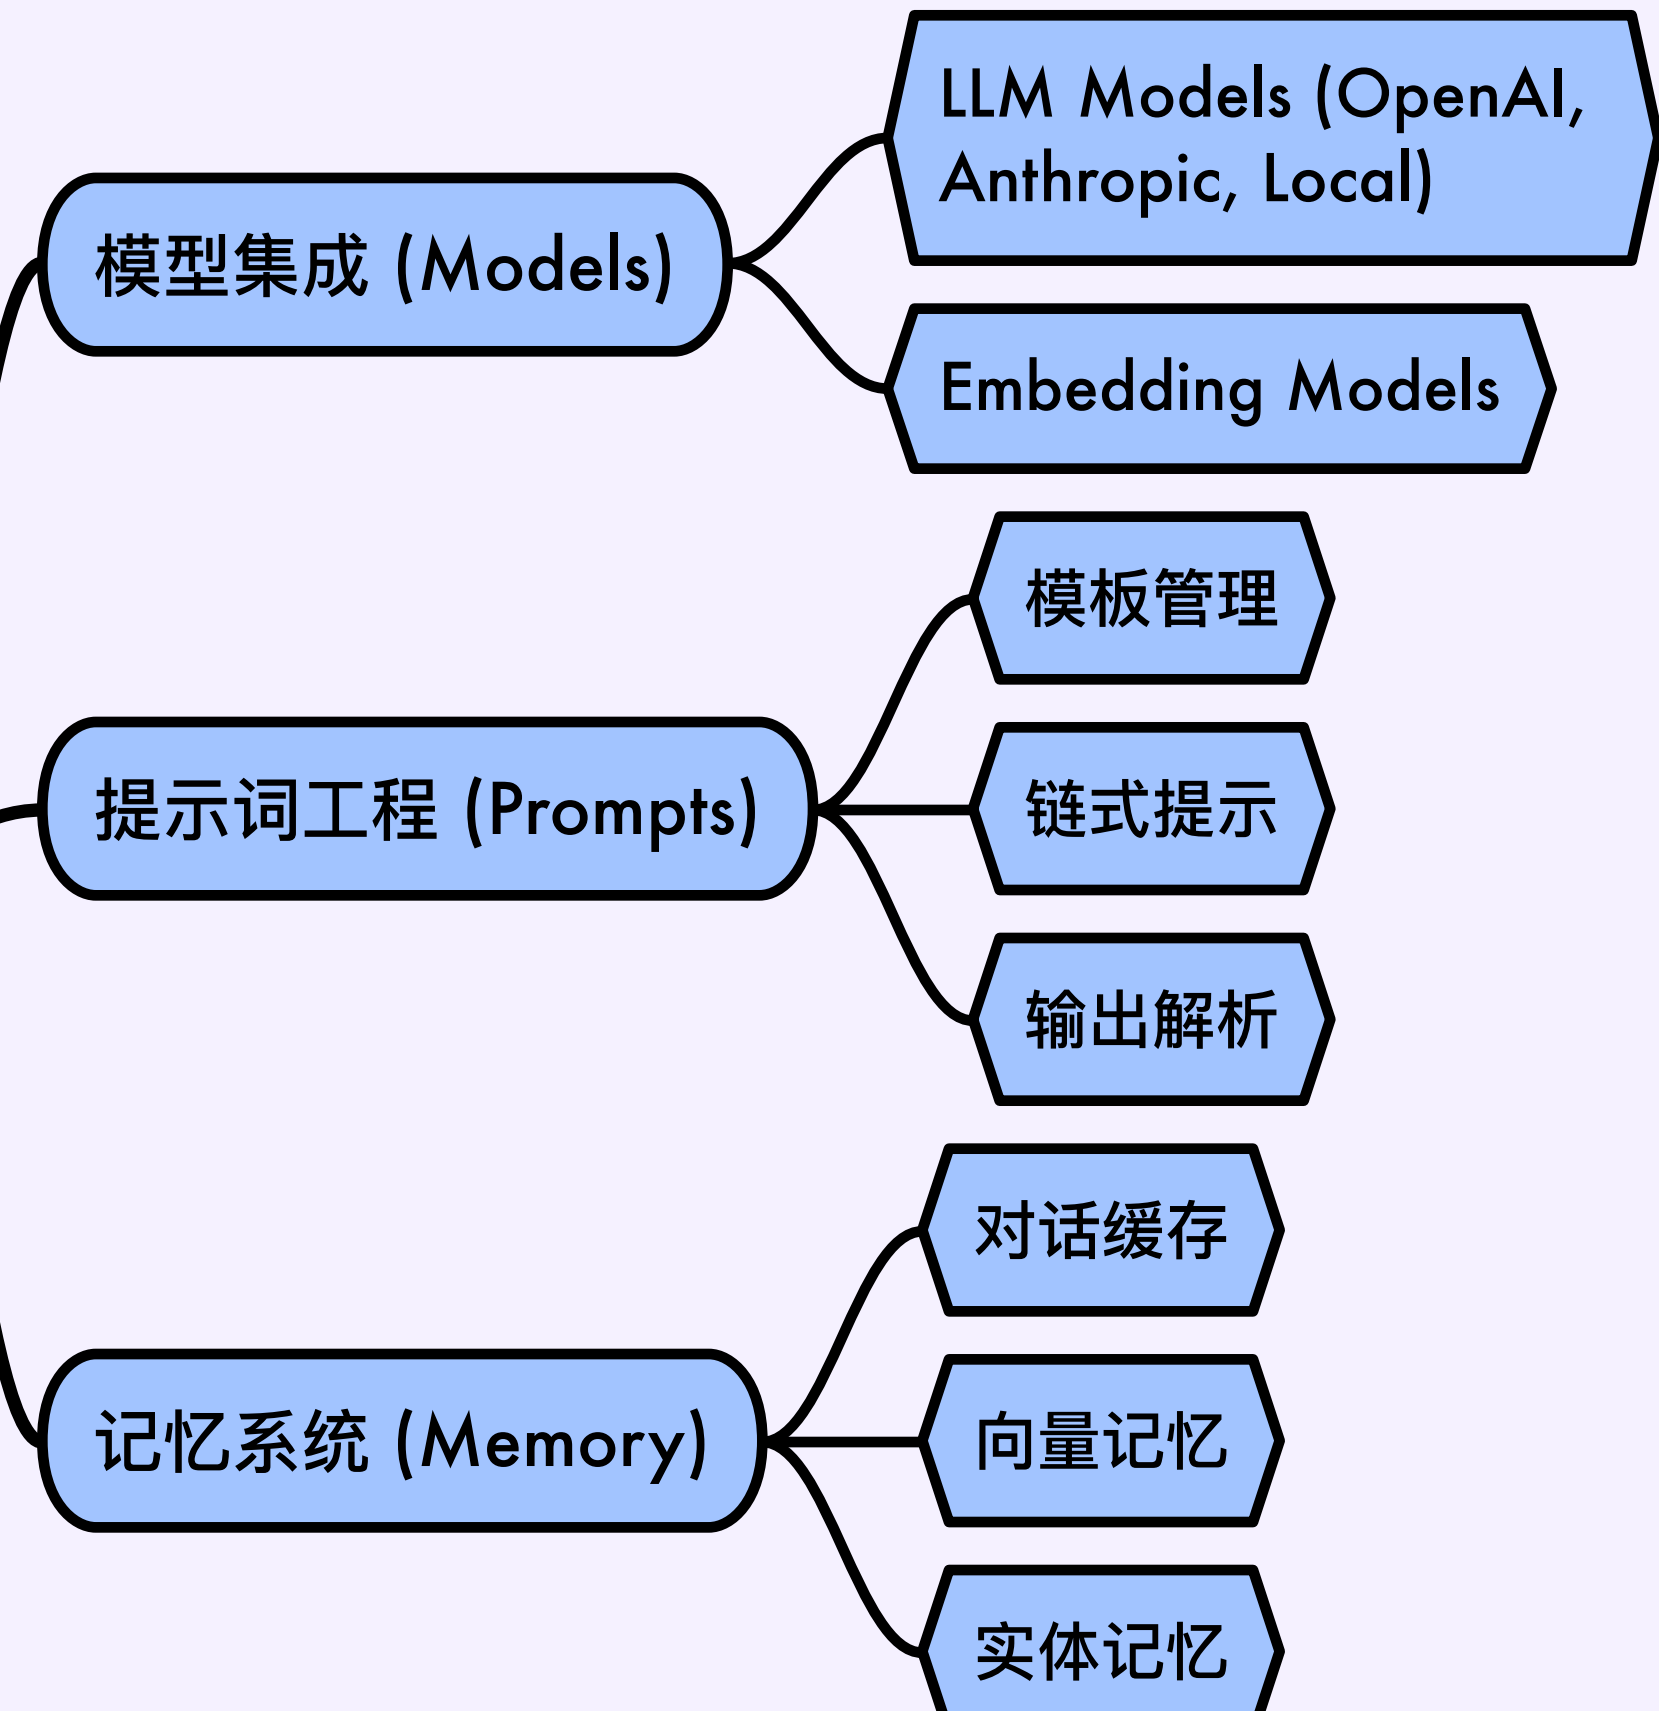 LLM Models (OpenAI,
Anthropic, Local)
模型集成 (Models)
Embedding Models
模板管理
提示词工程 (Prompts)
链式提示
输出解析
对话缓存
记忆系统 (Memory)
向量记忆
实体记忆